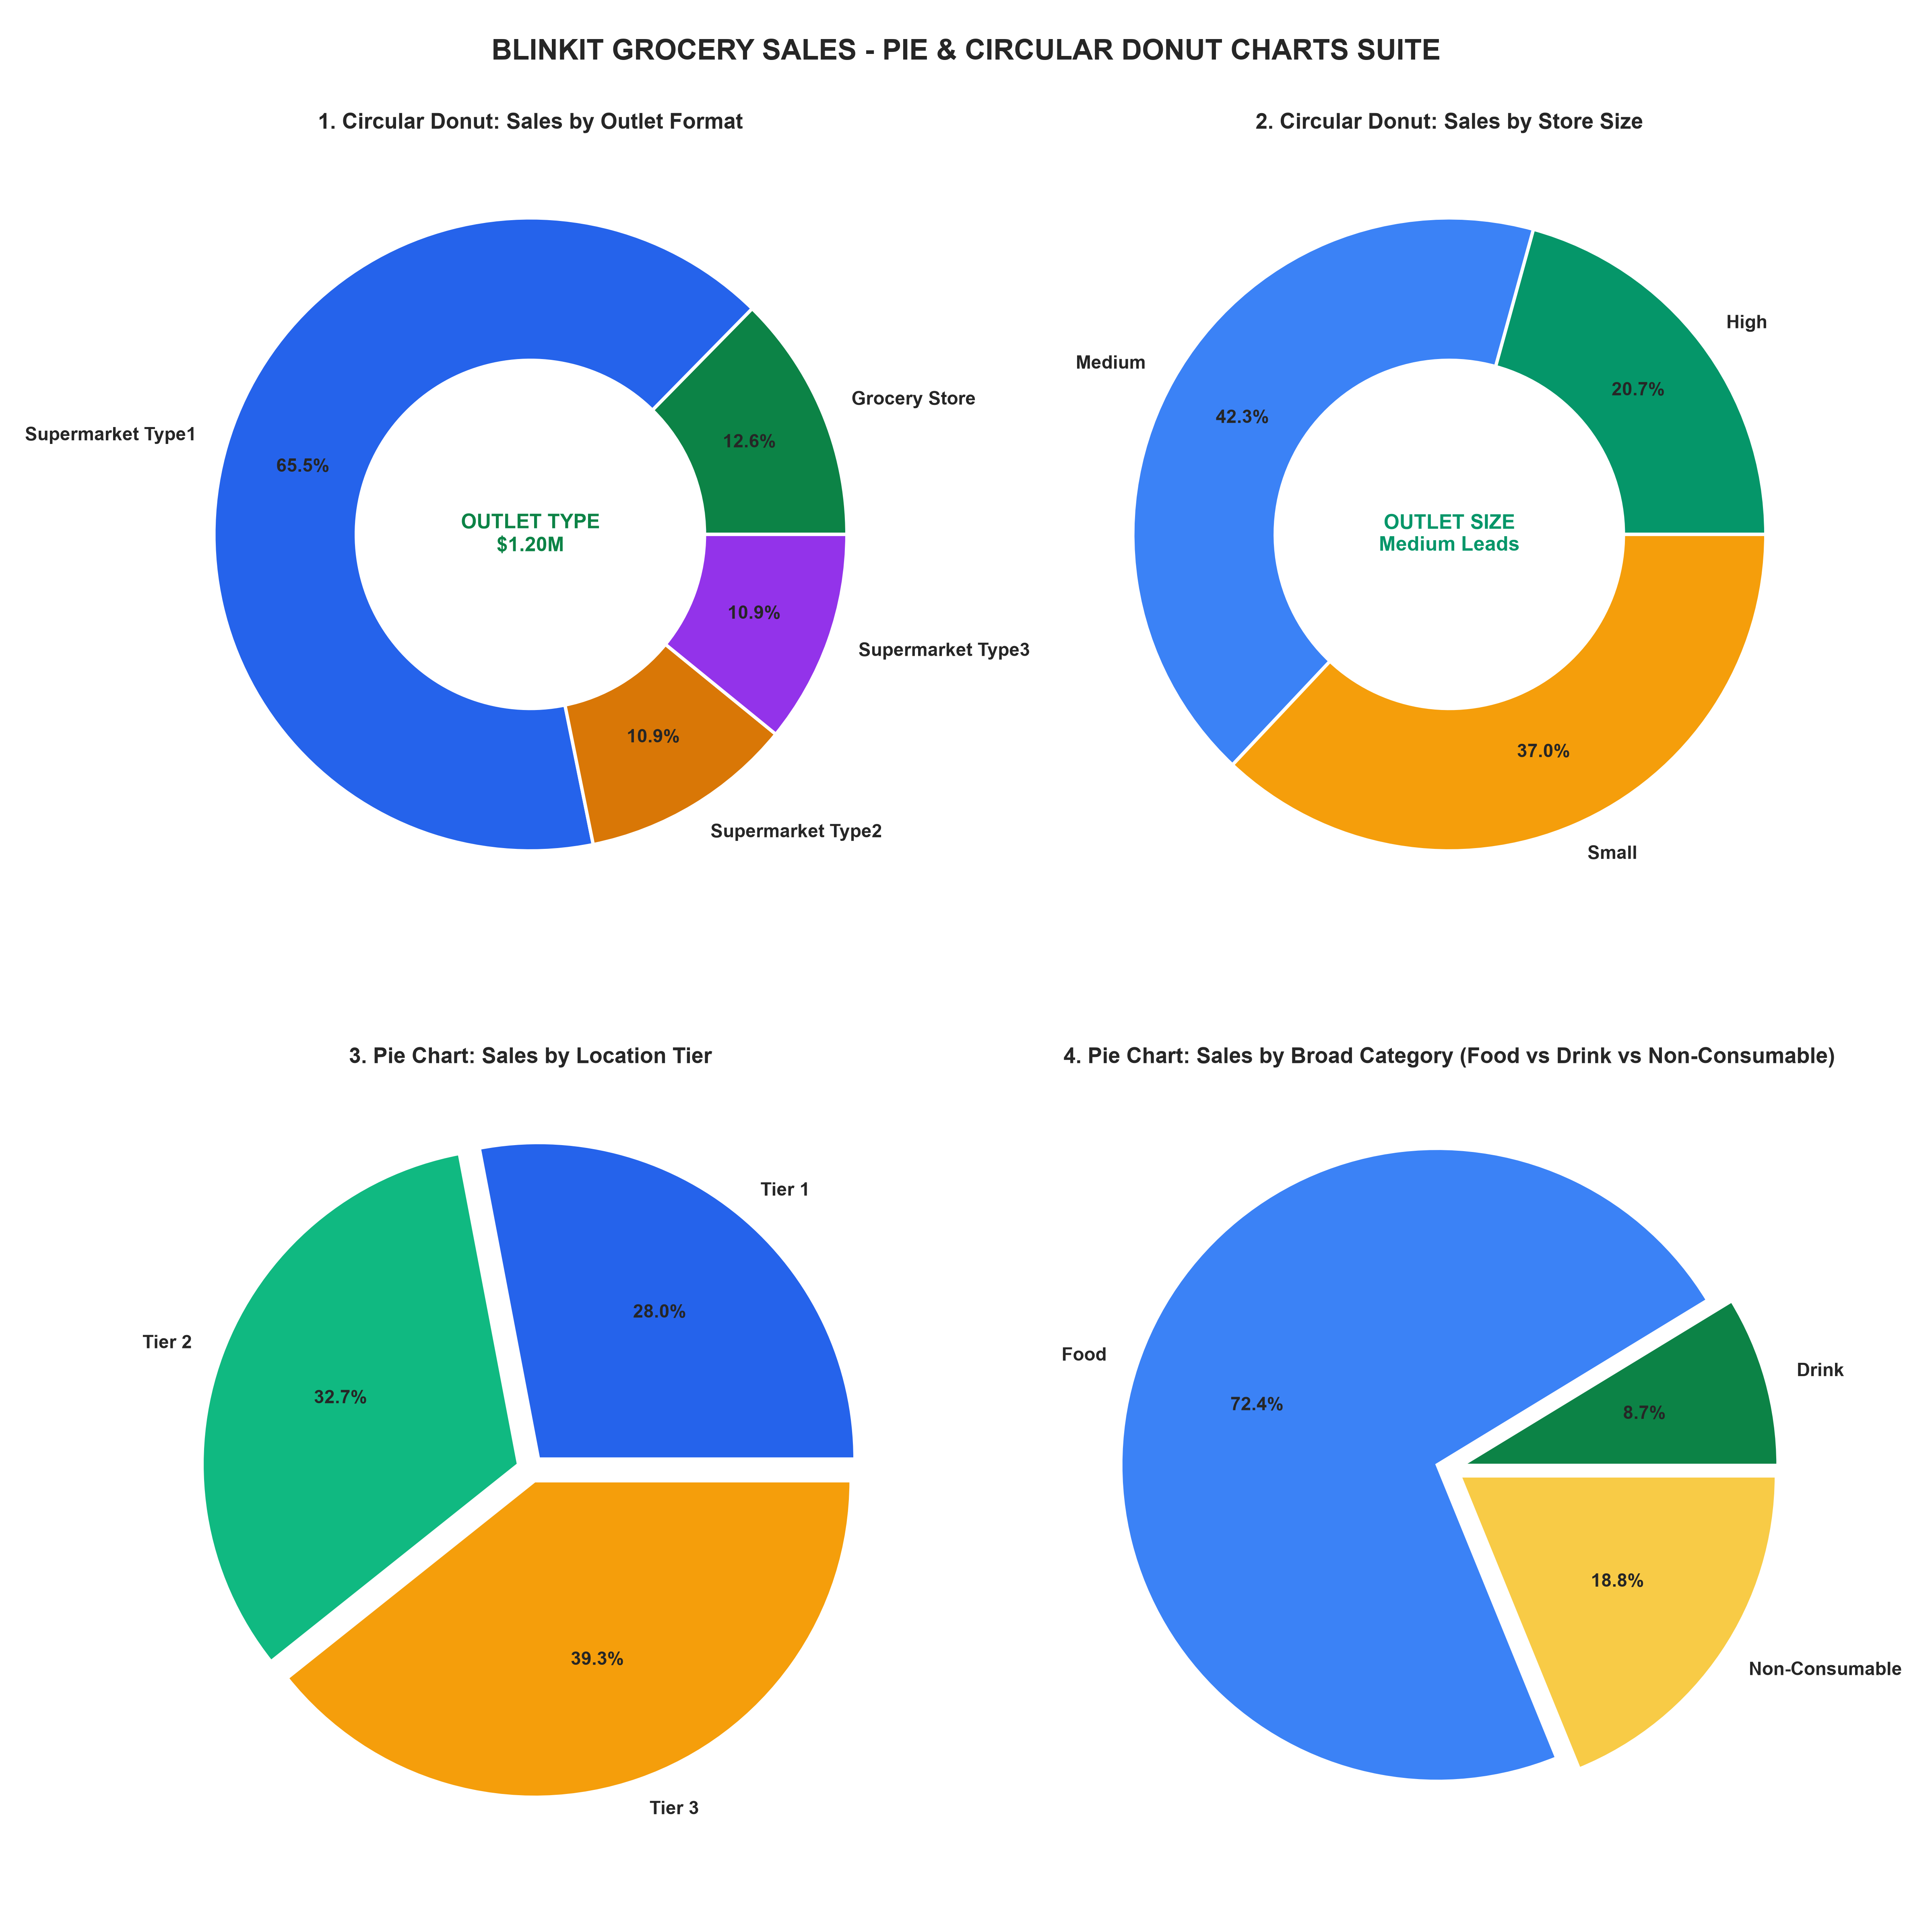 BLINKIT GROCERY SALES - PIE & CIRCULAR DONUT CHARTS SUITE
1. Circular Donut: Sales by Outlet Format
Grocery Store
12.6%
Supermarket Type1
65.5%
OUTLET TYPE
$1.20M
10.9%
Supermarket Type3
10.9%
Supermarket Type2
2. Circular Donut: Sales by Store Size
High
20.7%
Medium
42.3%
OUTLET SIZE
Medium Leads
37.0%
Small
3. Pie Chart: Sales by Location Tier
Tier 1
28.0%
Tier 2
32.7%
39.3%
Tier 3
4. Pie Chart: Sales by Broad Category (Food vs Drink vs Non-Consumable)
Food
72.4%
Drink
8.7%
18.8%
Non-Consumable